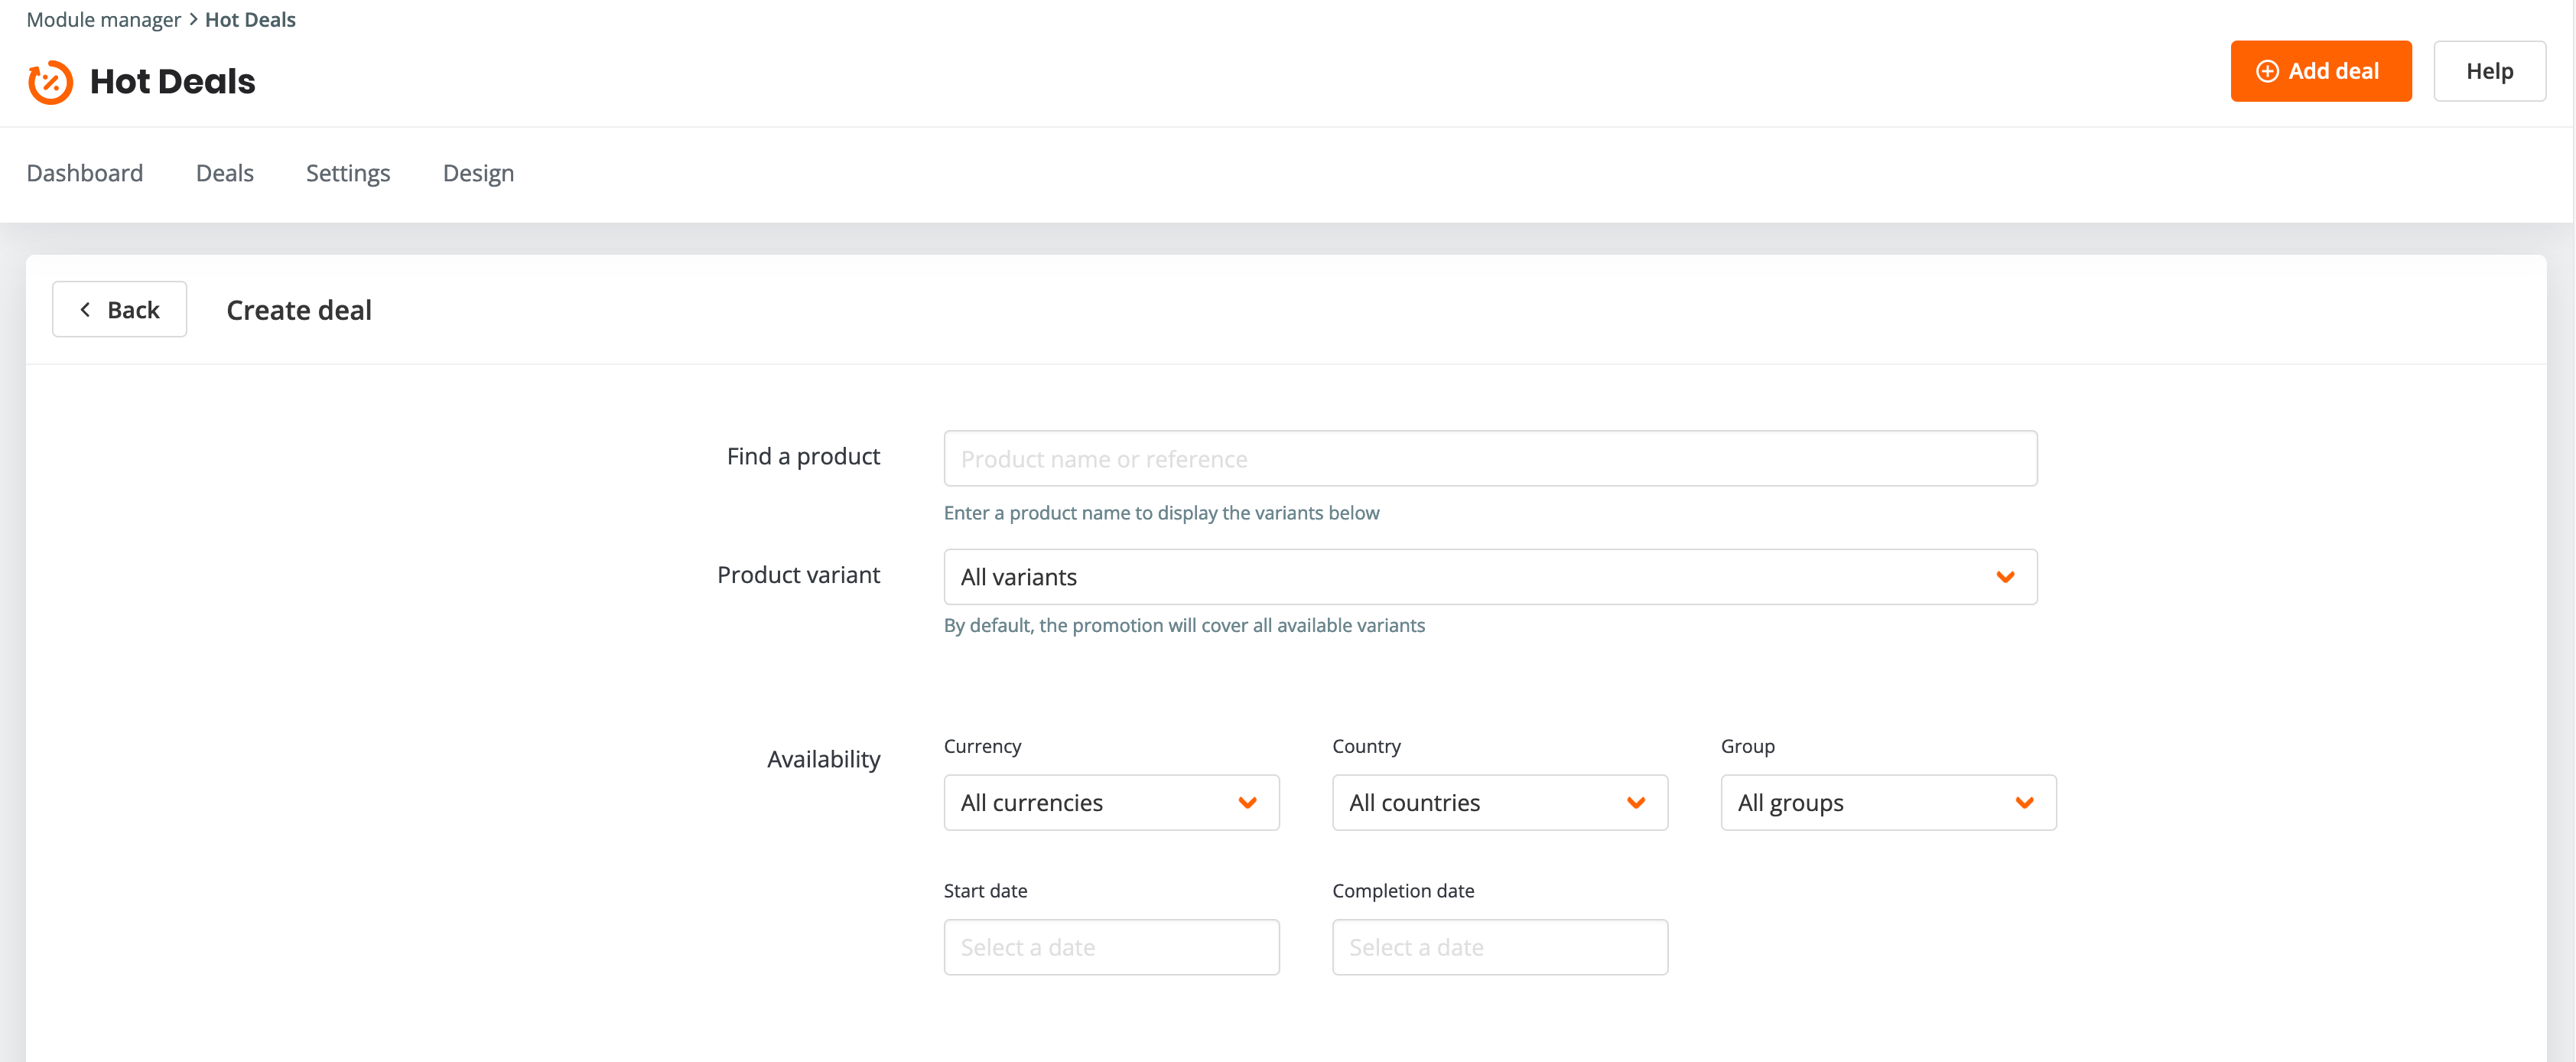 Module manager > Hot Deals
Hot Deals
Add deal
Help
Dashboard Deals Settings Design
Back
Create deal
Find a product
Product name or reference
Enter a product name to display the variants below
Product variant
All variants
By default, the promotion will cover all available variants
Availability
Currency Country Group
All currencies All countries All groups
Start date Completion date
Select a date Select a date